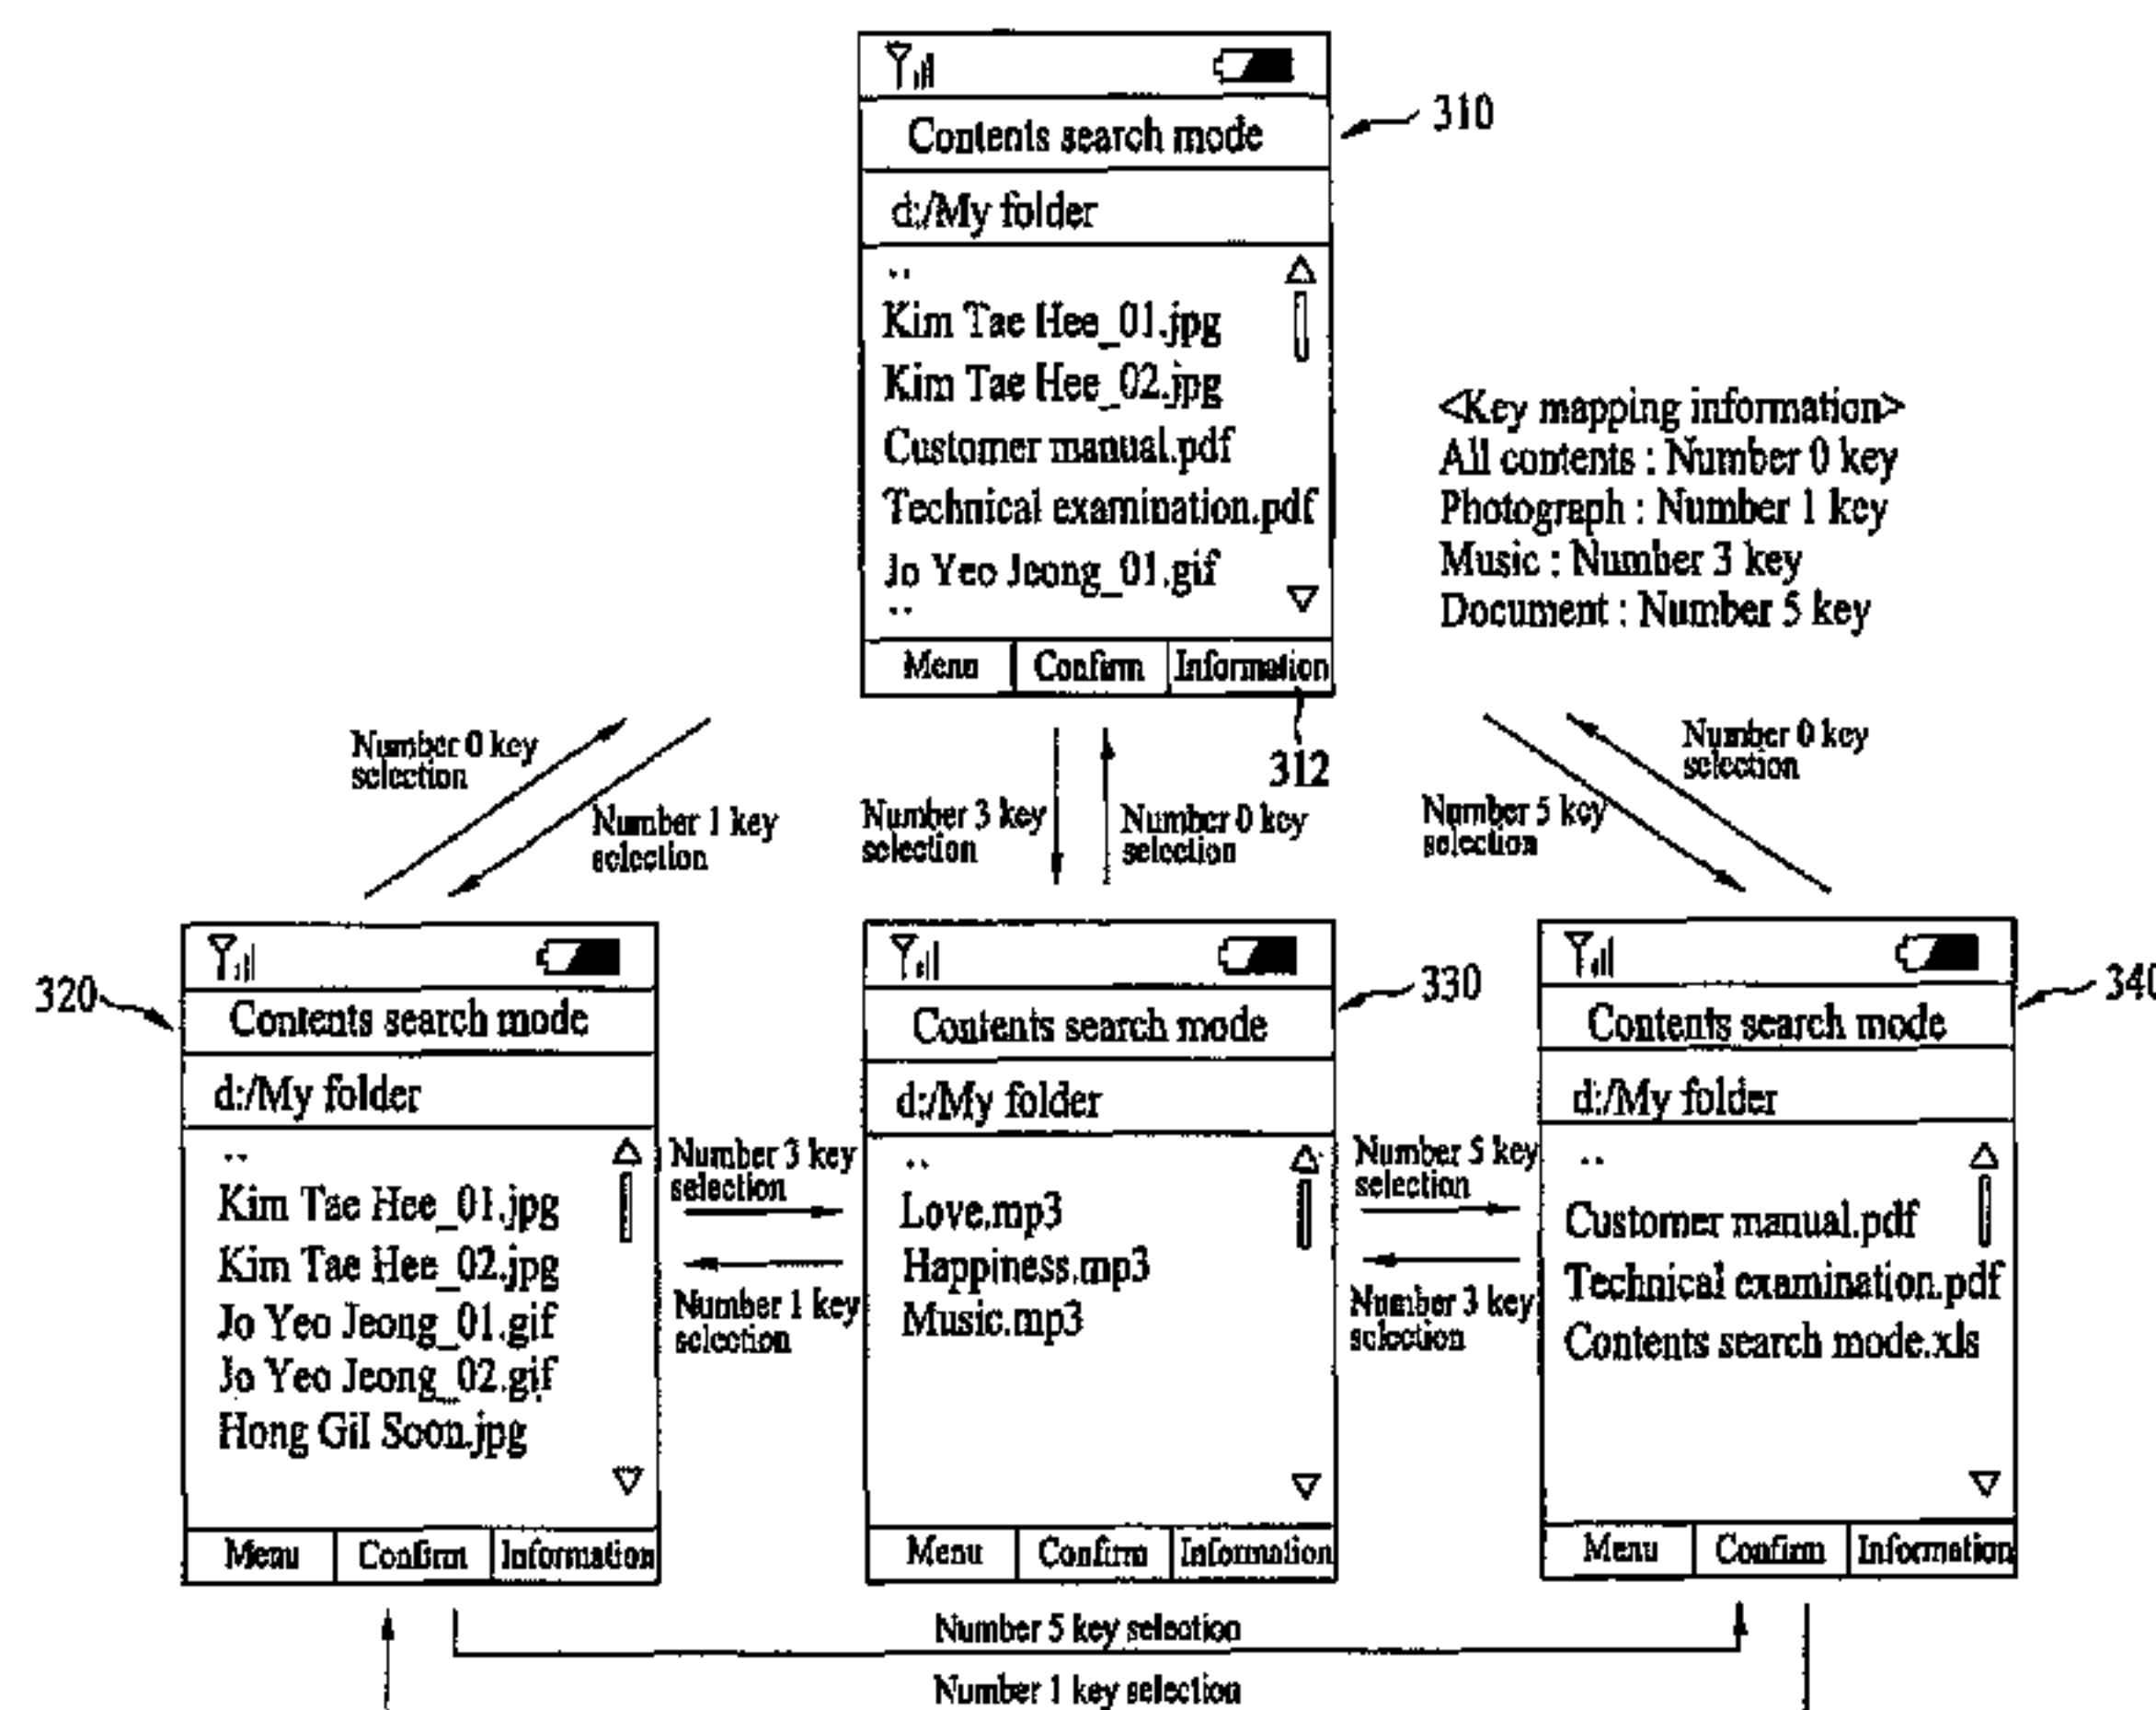 Contents search mode
310
d:/My folder
..
Kim Tae Hee_01.jpg
Kim Tae Hee_02.jpg
Customer manual.pdf
Technical examination.pdf
Jo Yeo Jeong_01.gif
..
Menu Confirm Information
312
<Key mapping information>
All contents : Number 0 key
Photograph : Number 1 key
Music : Number 3 key
Document : Number 5 key
Number 0 key
selection
Number 1 key
selection
Number 3 key
selection
Number 0 key
selection
Number 5 key
selection
Number 0 key
selection
320
Contents search mode
d:/My folder
..
Kim Tae Hee_01.jpg
Kim Tae Hee_02.jpg
Jo Yeo Jeong_01.gif
Jo Yeo Jeong_02.gif
Hong Gil Soon.jpg
Menu Confirm Information
Number 3 key
selection
Number 1 key
selection
330
Contents search mode
d:/My folder
..
Love.mp3
Happiness.mp3
Music.mp3
Menu Confirm Information
Number 5 key
selection
Number 3 key
selection
340
Contents search mode
d:/My folder
..
Customer manual.pdf
Technical examination.pdf
Contents search mode.xls
Menu Confirm Information
Number 5 key selection
Number 1 key selection